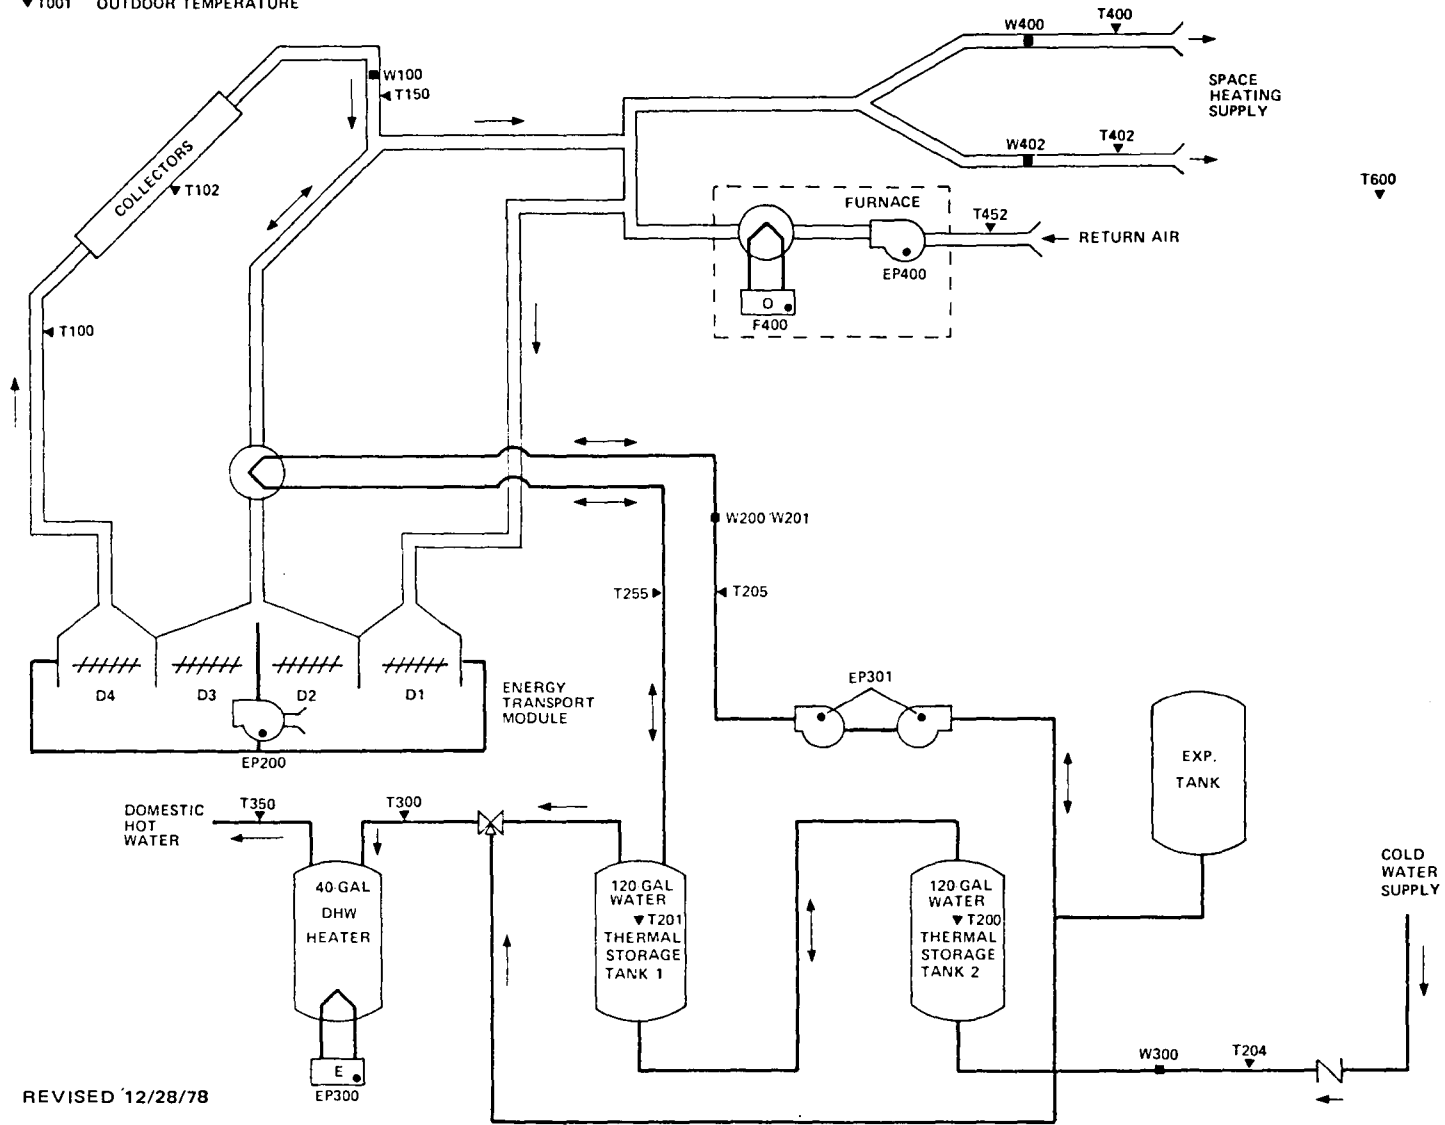 ▼ T001 OUTDOOR TEMPERATURE
W400
T400
W100
T150
SPACE
HEATING
SUPPLY
COLLECTORS
T102
W402
T402
T600
FURNACE
T452
RETURN AIR
EP400
O
F400
T100
W200 W201
T255
T205
D4
D3
D2
D1
ENERGY
TRANSPORT
MODULE
EP200
EP301
EXP.
TANK
DOMESTIC
HOT
WATER
T350
T300
COLD
WATER
SUPPLY
40-GAL
DHW
HEATER
120 GAL
WATER
T201
THERMAL
STORAGE
TANK 1
120 GAL
WATER
T200
THERMAL
STORAGE
TANK 2
W300
T204
E
EP300
REVISED 12/28/78